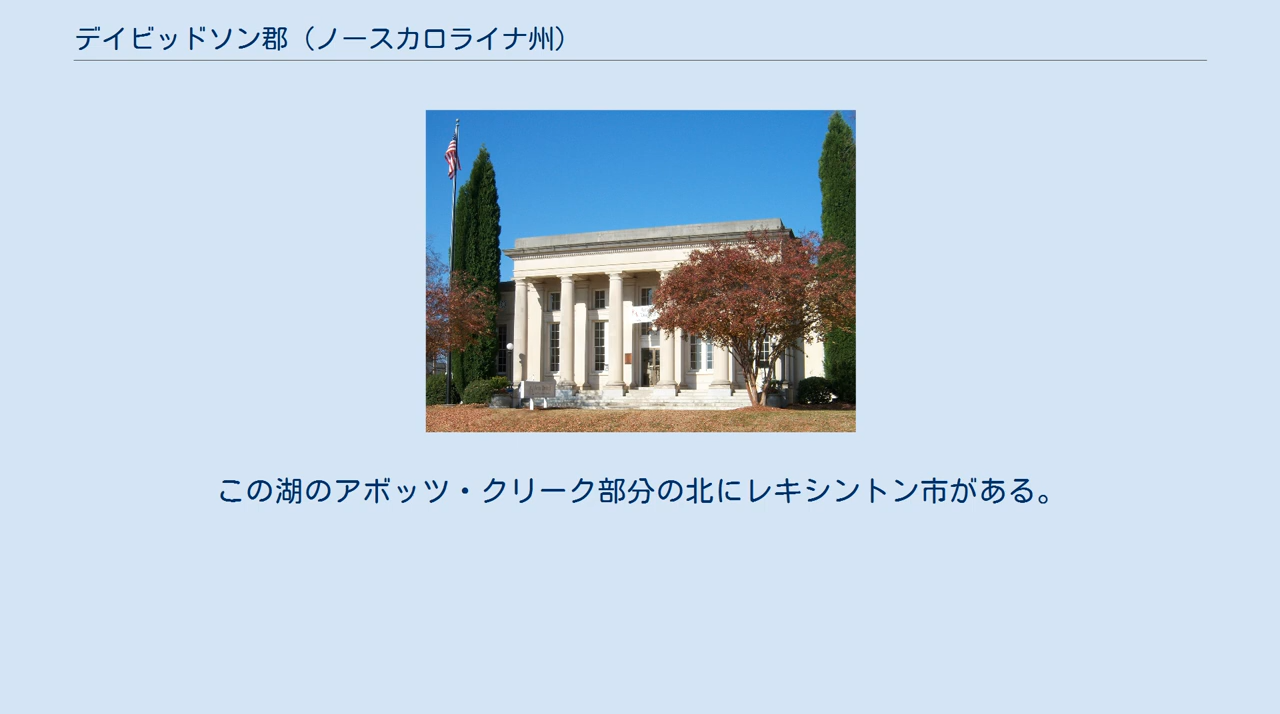 デイビッドソン郡（ノースカロライナ州）
この湖のアボッツ・クリーク部分の北にレキシントン市がある。